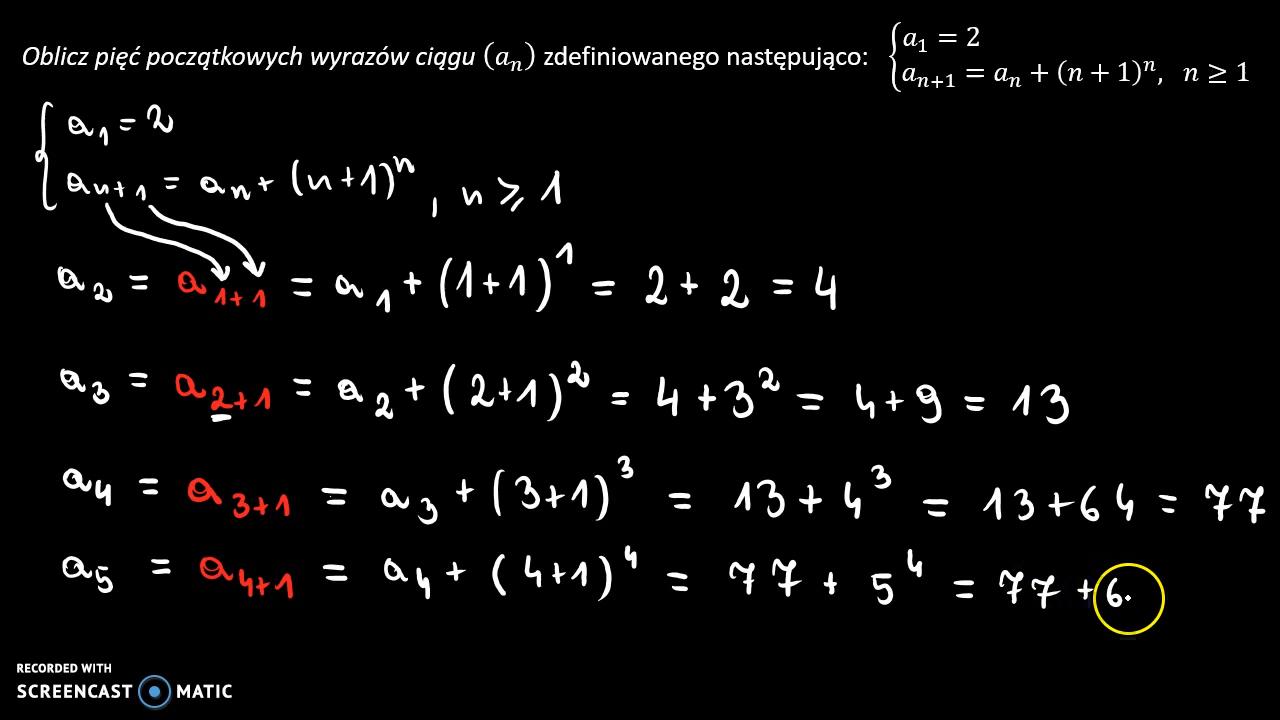 Oblicz pięć początkowych wyrazów ciągu (aₙ) zdefiniowanego następująco: {a₁ = 2
aₙ₊₁ = aₙ + (n + 1)ⁿ, n ≥ 1
{a₁ = 2
aₙ₊₁ = aₙ + (n+1)ⁿ, n ≥ 1
a₂ = a₁₊₁ = a₁ + (1+1)¹ = 2 + 2 = 4
a₃ = a₂₊₁ = a₂ + (2+1)² = 4 + 3² = 4 + 9 = 13
a₄ = a₃₊₁ = a₃ + (3+1)³ = 13 + 4³ = 13 + 64 = 77
a₅ = a₄₊₁ = a₄ + (4+1)⁴ = 77 + 5⁴ = 77 + 6
RECORDED WITH
SCREENCAST MATIC